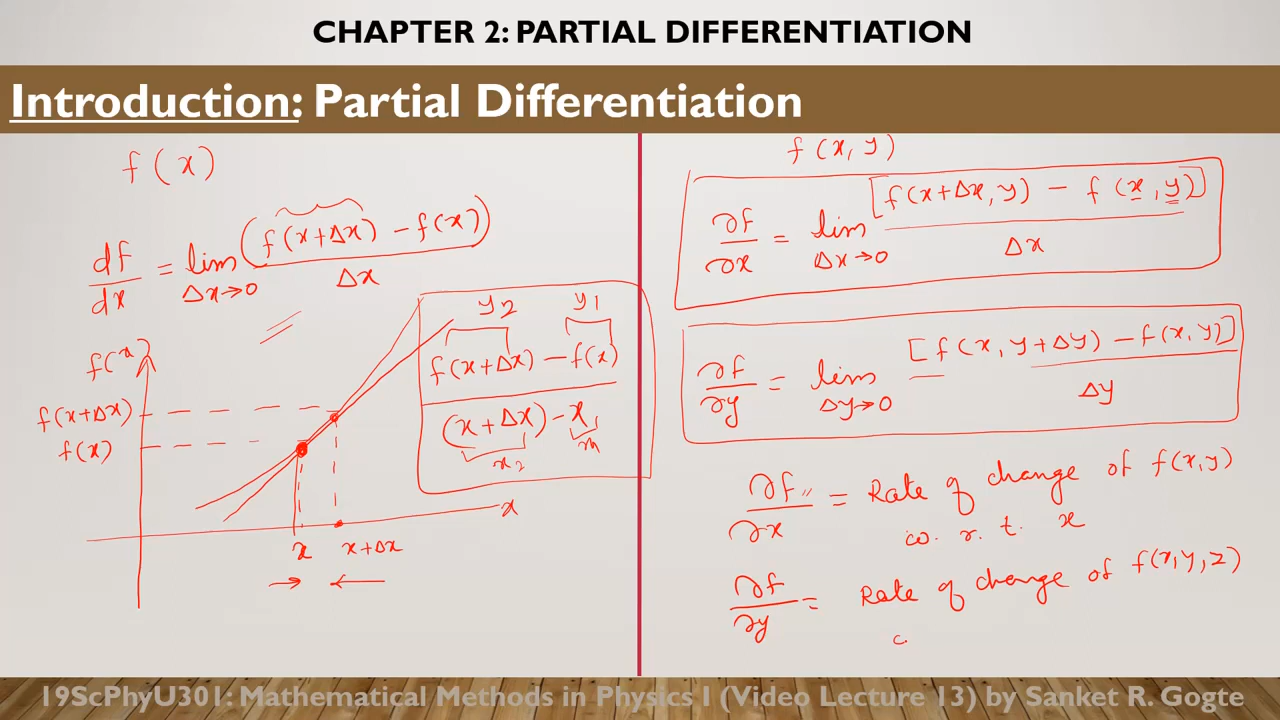 CHAPTER 2: PARTIAL DIFFERENTIATION
Introduction: Partial Differentiation
f(x)
df/dx = lim Δx→0 (f(x+Δx) - f(x))/Δx
y2 y1
f(x+Δx) - f(x)
(x+Δx) - x
x2 x1
f(x)
f(x+Δx)
f(x)
x
x x+Δx
f(x,y)
∂f/∂x = lim Δx→0 [f(x+Δx,y) - f(x,y)]/Δx
∂f/∂y = lim Δy→0 [f(x,y+Δy) - f(x,y)]/Δy
∂f/∂x = Rate of change of f(x,y)
w. r. t. x
∂f/∂y = Rate of change of f(x,y,z)
19ScPhyU301: Mathematical Methods in Physics I (Video Lecture 13) by Sanket R. Gogte